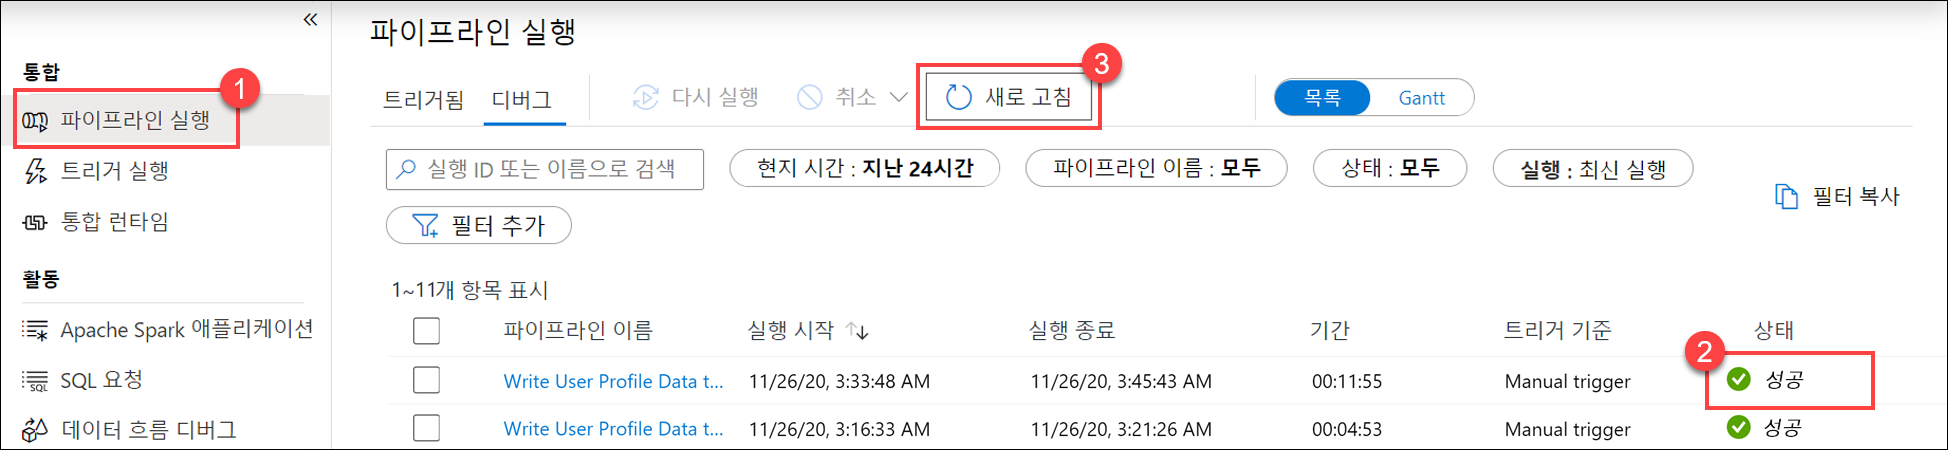 «
통합
1
파이프라인 실행
트리거 실행
통합 런타임
활동
Apache Spark 애플리케이션
SQL 요청
데이터 흐름 디버그
파이프라인 실행
트리거됨 디버그 다시 실행 취소 새로 고침 목록 Gantt
3
실행 ID 또는 이름으로 검색 현지 시간 : 지난 24시간 파이프라인 이름 : 모두 상태 : 모두 실행 : 최신 실행
필터 추가
필터 복사
1~11개 항목 표시
파이프라인 이름 실행 시작 ↑↓ 실행 종료 기간 트리거 기준 상태
2
Write User Profile Data t... 11/26/20, 3:33:48 AM 11/26/20, 3:45:43 AM 00:11:55 Manual trigger 성공
Write User Profile Data t... 11/26/20, 3:16:33 AM 11/26/20, 3:21:26 AM 00:04:53 Manual trigger 성공